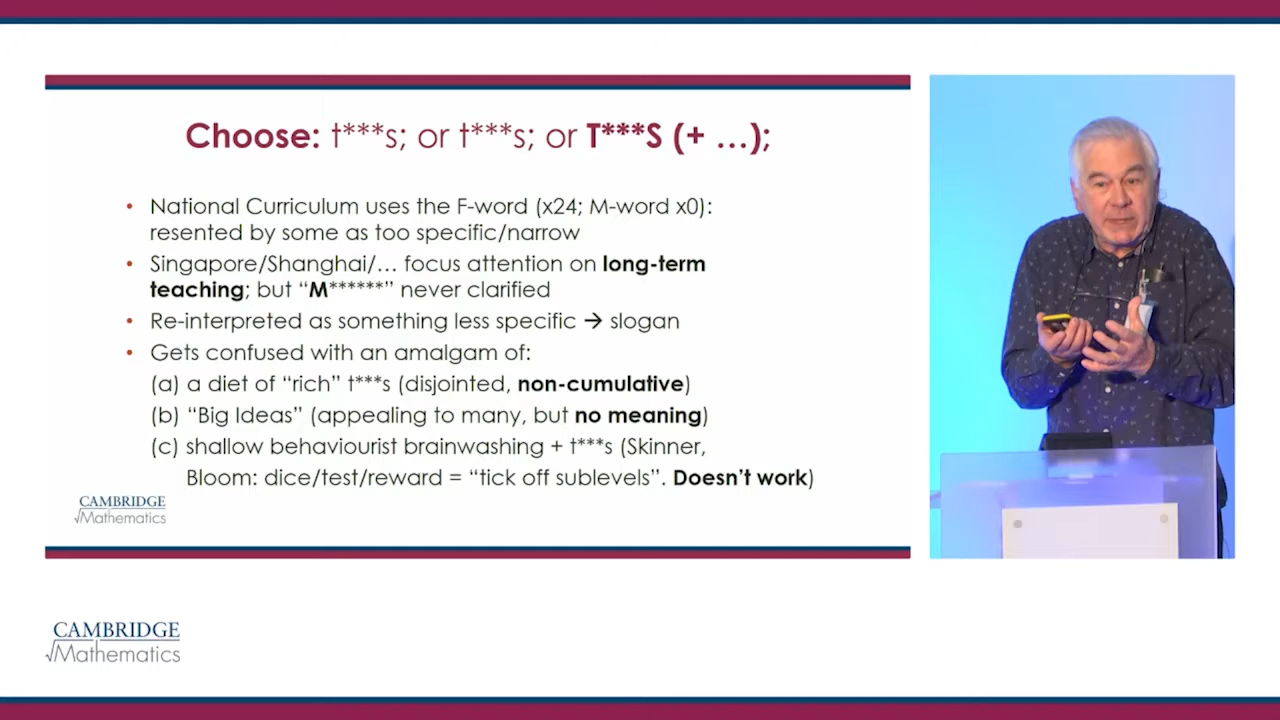 Choose: t***s; or t***s; or T***S (+ …);
• National Curriculum uses the F-word (x24; M-word x0):
resented by some as too specific/narrow
• Singapore/Shanghai/… focus attention on long-term
teaching; but “M******” never clarified
• Re-interpreted as something less specific → slogan
• Gets confused with an amalgam of:
(a) a diet of “rich” t***s (disjointed, non-cumulative)
(b) “Big Ideas” (appealing to many, but no meaning)
(c) shallow behaviourist brainwashing + t***s (Skinner,
Bloom: dice/test/reward = “tick off sublevels”. Doesn’t work)
CAMBRIDGE
Mathematics
CAMBRIDGE
Mathematics